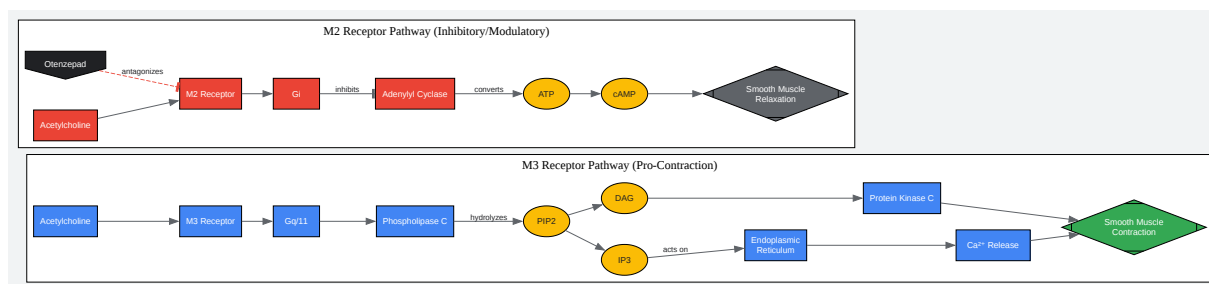 M2 Receptor Pathway (Inhibitory/Modulatory)
Otenzepad
antagonizes
M2 Receptor
Gi
inhibits
Adenylyl Cyclase
converts
ATP
cAMP
Smooth Muscle
Relaxation
Acetylcholine
M3 Receptor Pathway (Pro-Contraction)
Acetylcholine
M3 Receptor
Gq/11
Phospholipase C
hydrolyzes
PIP2
DAG
Protein Kinase C
IP3
acts on
Endoplasmic
Reticulum
Ca²⁺ Release
Smooth Muscle
Contraction